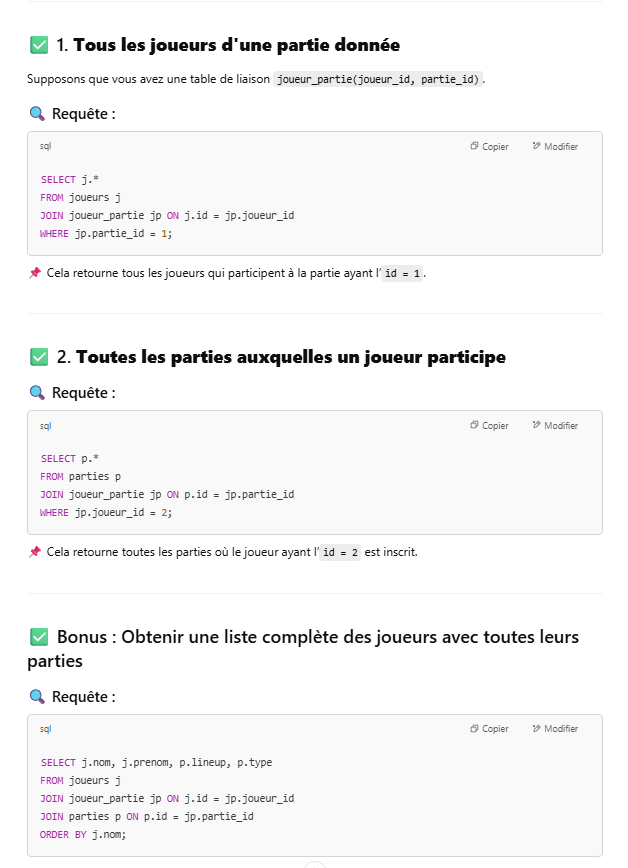 ✅ 1. Tous les joueurs d'une partie donnée
Supposons que vous avez une table de liaison joueur_partie(joueur_id, partie_id).
🔍 Requête :
sql Copier Modifier
SELECT j.*
FROM joueurs j
JOIN joueur_partie jp ON j.id = jp.joueur_id
WHERE jp.partie_id = 1;
📌 Cela retourne tous les joueurs qui participent à la partie ayant l'id = 1.
✅ 2. Toutes les parties auxquelles un joueur participe
🔍 Requête :
sql Copier Modifier
SELECT p.*
FROM parties p
JOIN joueur_partie jp ON p.id = jp.partie_id
WHERE jp.joueur_id = 2;
📌 Cela retourne toutes les parties où le joueur ayant l'id = 2 est inscrit.
✅ Bonus : Obtenir une liste complète des joueurs avec toutes leurs
parties
🔍 Requête :
sql Copier Modifier
SELECT j.nom, j.prenom, p.lineup, p.type
FROM joueurs j
JOIN joueur_partie jp ON j.id = jp.joueur_id
JOIN parties p ON p.id = jp.partie_id
ORDER BY j.nom;